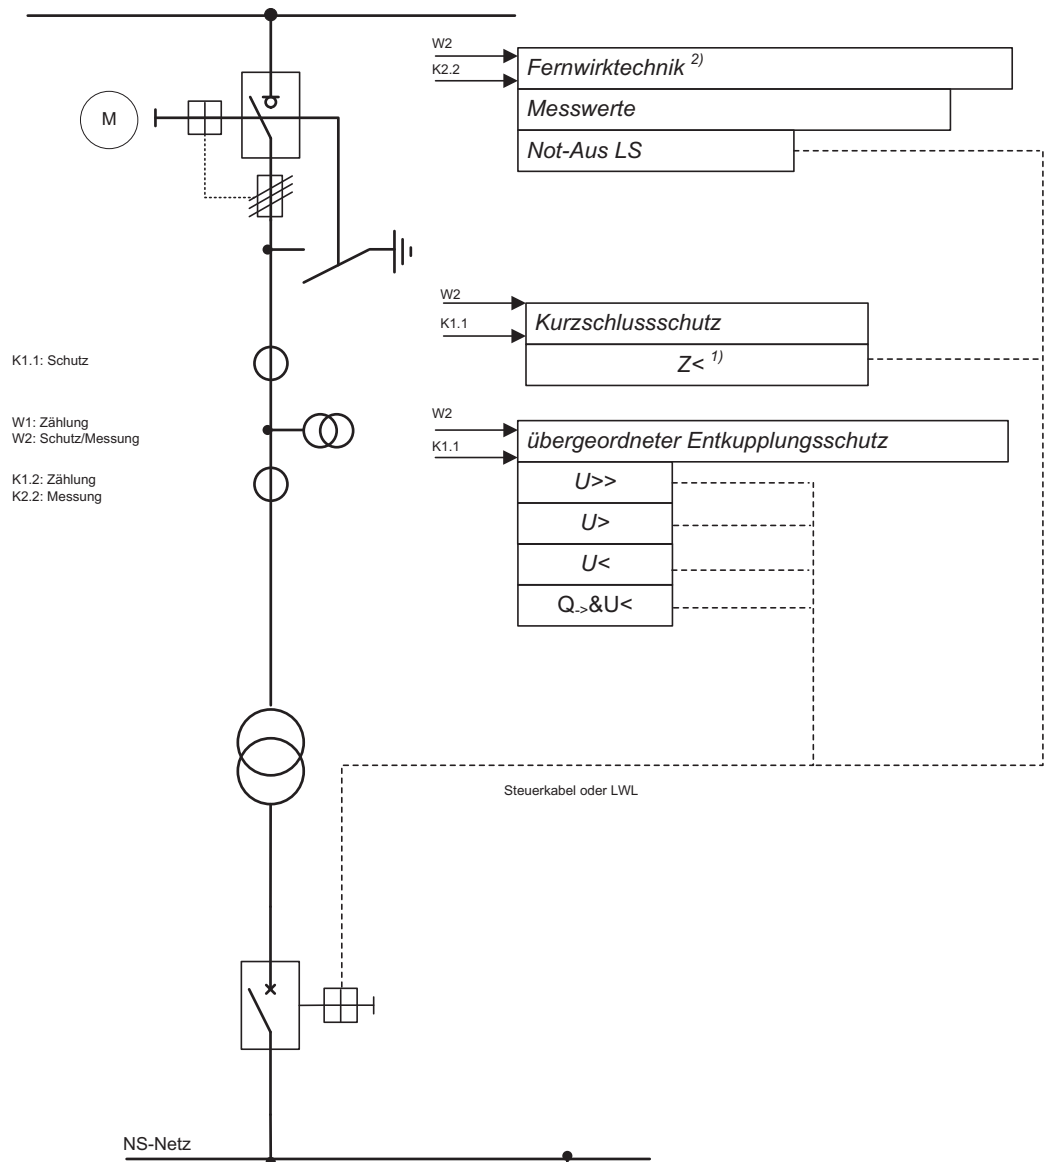 W2
K2.2
Fernwirktechnik 2)
Messwerte
Not-Aus LS
M
W2
K1.1
Kurzschlussschutz
Z< 1)
K1.1: Schutz
W1: Zählung
W2: Schutz/Messung
K1.2: Zählung
K2.2: Messung
W2
K1.1
übergeordneter Entkupplungsschutz
U>>
U>
U<
Q->&U<
Steuerkabel oder LWL
NS-Netz